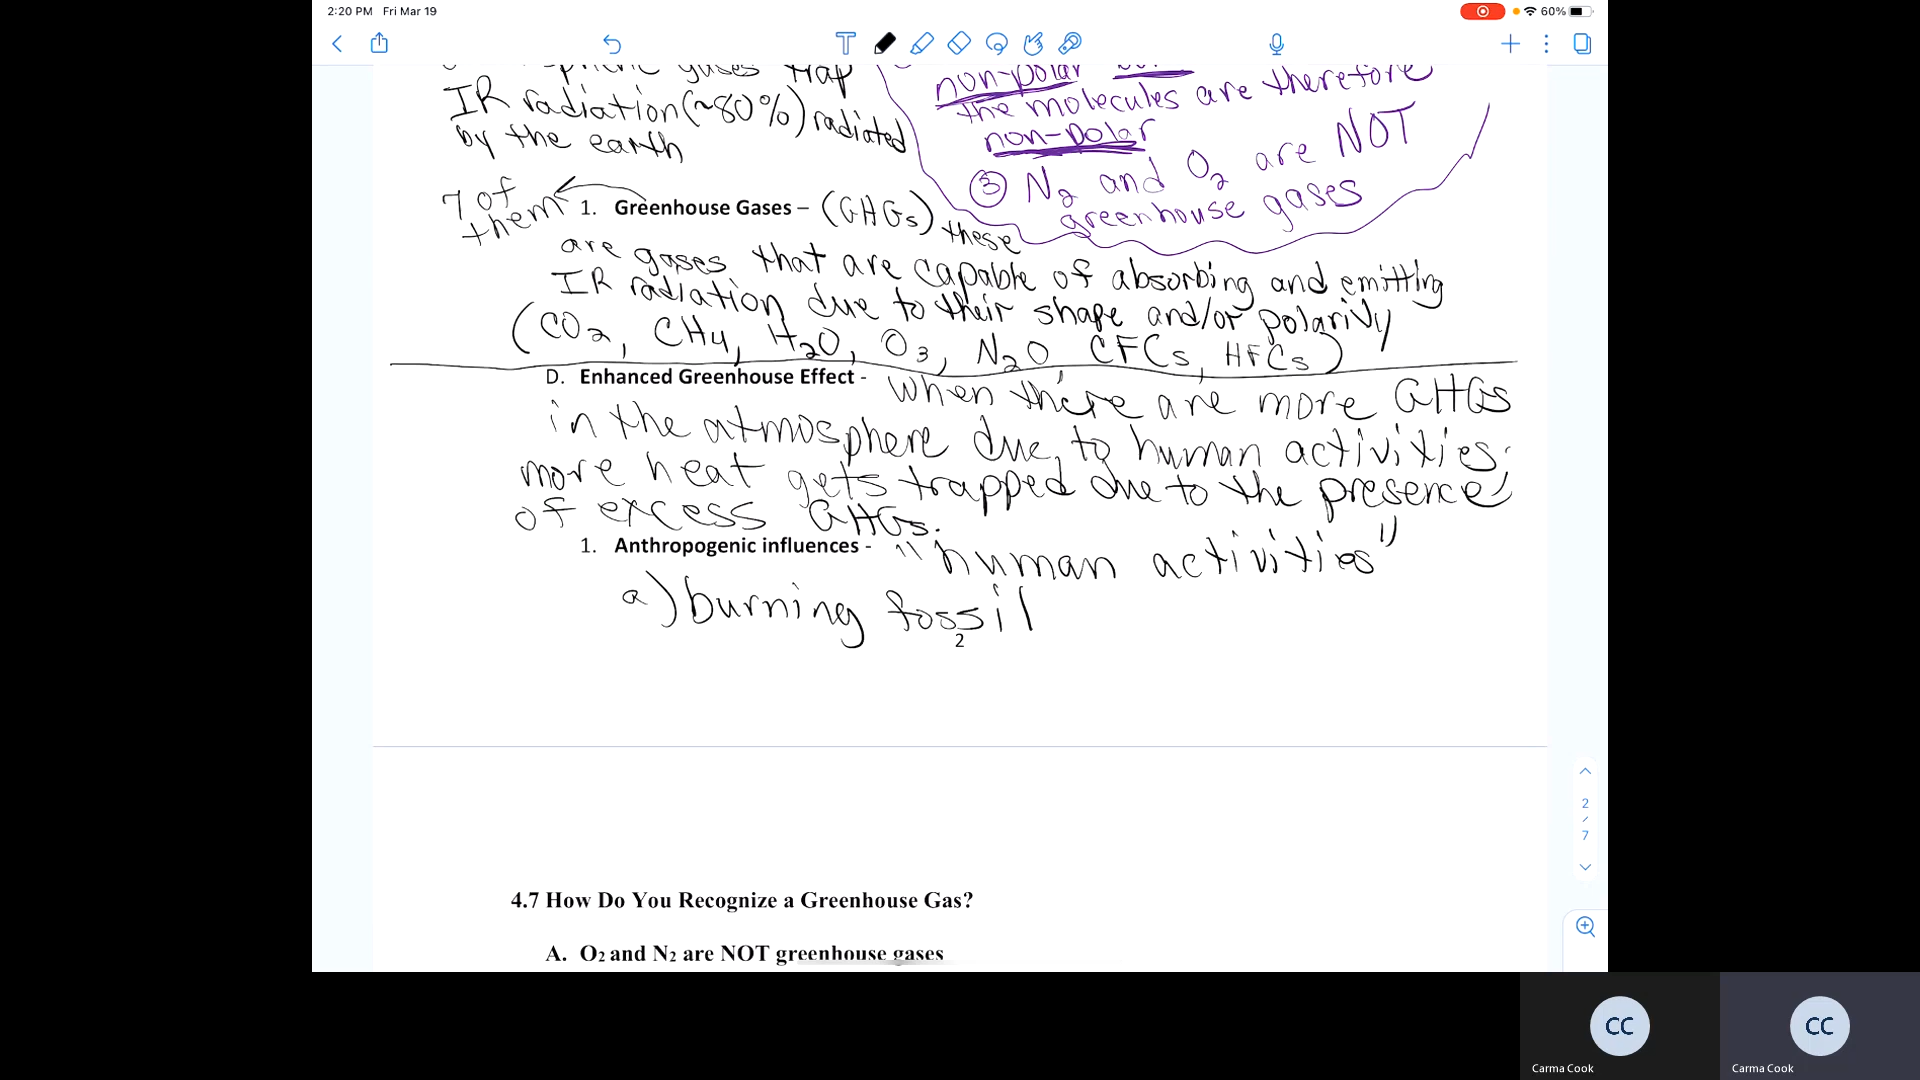 2:20 PM Fri Mar 19
60%
gases trap
IR radiation (~80%) radiated
by the earth
non-polar
the molecules are therefore
non-polar
③ N₂ and O₂ are NOT
greenhouse gases
7 of
them
1. Greenhouse Gases – (GHGs) these
are gases that are capable of absorbing and emitting
IR radiation due to their shape and/or polarity
(CO₂, CH₄, H₂O, O₃, N₂O, CFCs, HFCs)
D. Enhanced Greenhouse Effect - when there are more GHGs
in the atmosphere due to human activities,
more heat gets trapped due to the presence
of excess GHGs.
1. Anthropogenic influences - "human activities"
a) burning fossil
2
2
/
7
4.7 How Do You Recognize a Greenhouse Gas?
A. O₂ and N₂ are NOT greenhouse gases
CC
CC
Carma Cook
Carma Cook